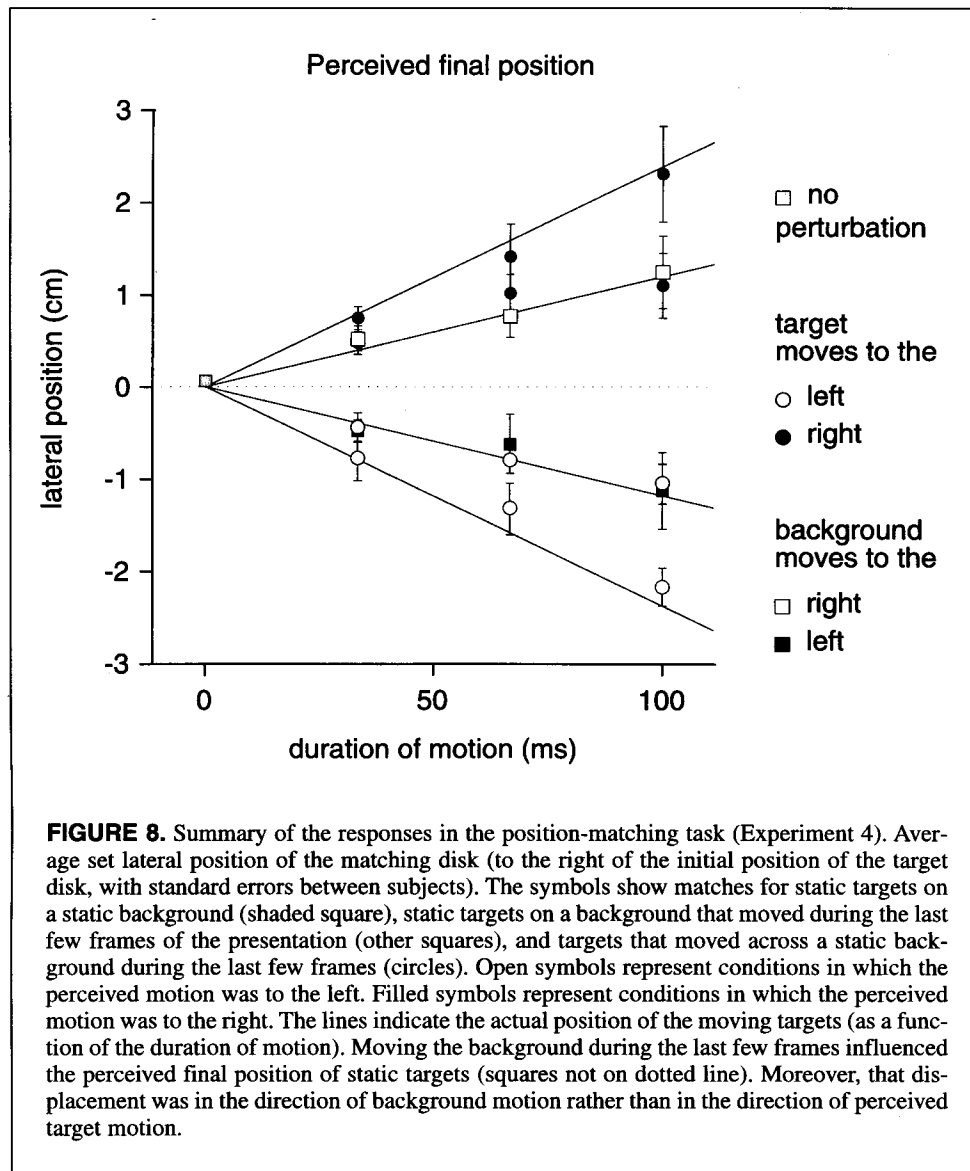 Perceived final position
3
2
1
0
-1
-2
-3
lateral position (cm)
0
50
100
duration of motion (ms)
no
perturbation
target
moves to the
left
right
background
moves to the
right
left
FIGURE 8. Summary of the responses in the position-matching task (Experiment 4). Aver-
age set lateral position of the matching disk (to the right of the initial position of the target
disk, with standard errors between subjects). The symbols show matches for static targets on
a static background (shaded square), static targets on a background that moved during the last
few frames of the presentation (other squares), and targets that moved across a static back-
ground during the last few frames (circles). Open symbols represent conditions in which the
perceived motion was to the left. Filled symbols represent conditions in which the perceived
motion was to the right. The lines indicate the actual position of the moving targets (as a func-
tion of the duration of motion). Moving the background during the last few frames influenced
the perceived final position of static targets (squares not on dotted line). Moreover, that dis-
placement was in the direction of background motion rather than in the direction of perceived
target motion.